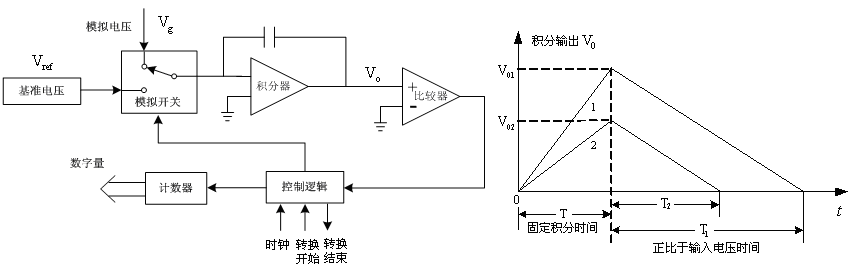 模拟电压
Vg
Vref
基准电压
模拟开关
积分器
Vo
+
-
比较器
数字量
计数器
控制逻辑
时钟
转换
开始
转换
结束
积分输出 V0
V01
V02
1
2
0
T
固定积分时间
T2
T1
正比于输入电压时间
t